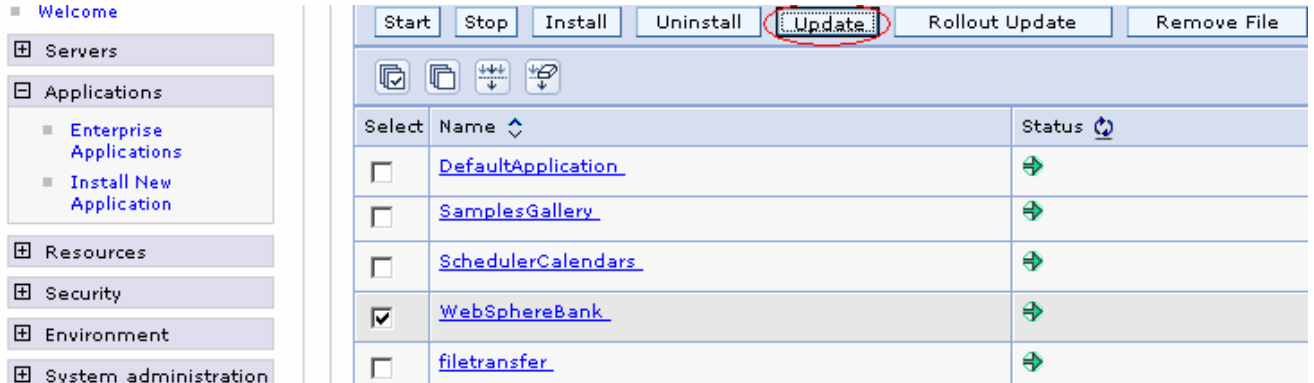 Welcome
Servers
Applications
Enterprise
Applications
Install New
Application
Resources
Security
Environment
System administration
Start Stop Install Uninstall Update Rollout Update Remove File
Select Name Status
DefaultApplication
SamplesGallery
SchedulerCalendars
WebSphereBank
filetransfer